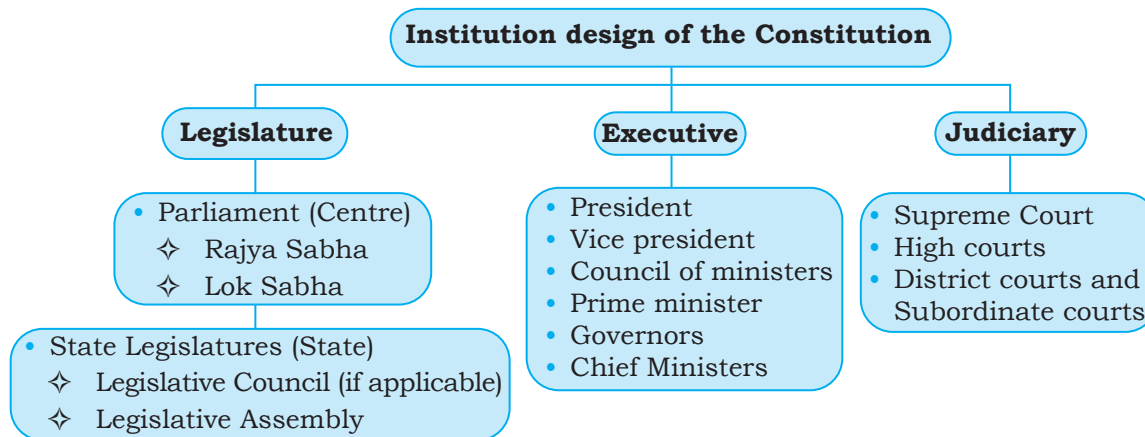 Institution design of the Constitution
Legislature
Executive
Judiciary
• Parliament (Centre)
✧ Rajya Sabha
✧ Lok Sabha
• State Legislatures (State)
✧ Legislative Council (if applicable)
✧ Legislative Assembly
• President
• Vice president
• Council of ministers
• Prime minister
• Governors
• Chief Ministers
• Supreme Court
• High courts
• District courts and
Subordinate courts